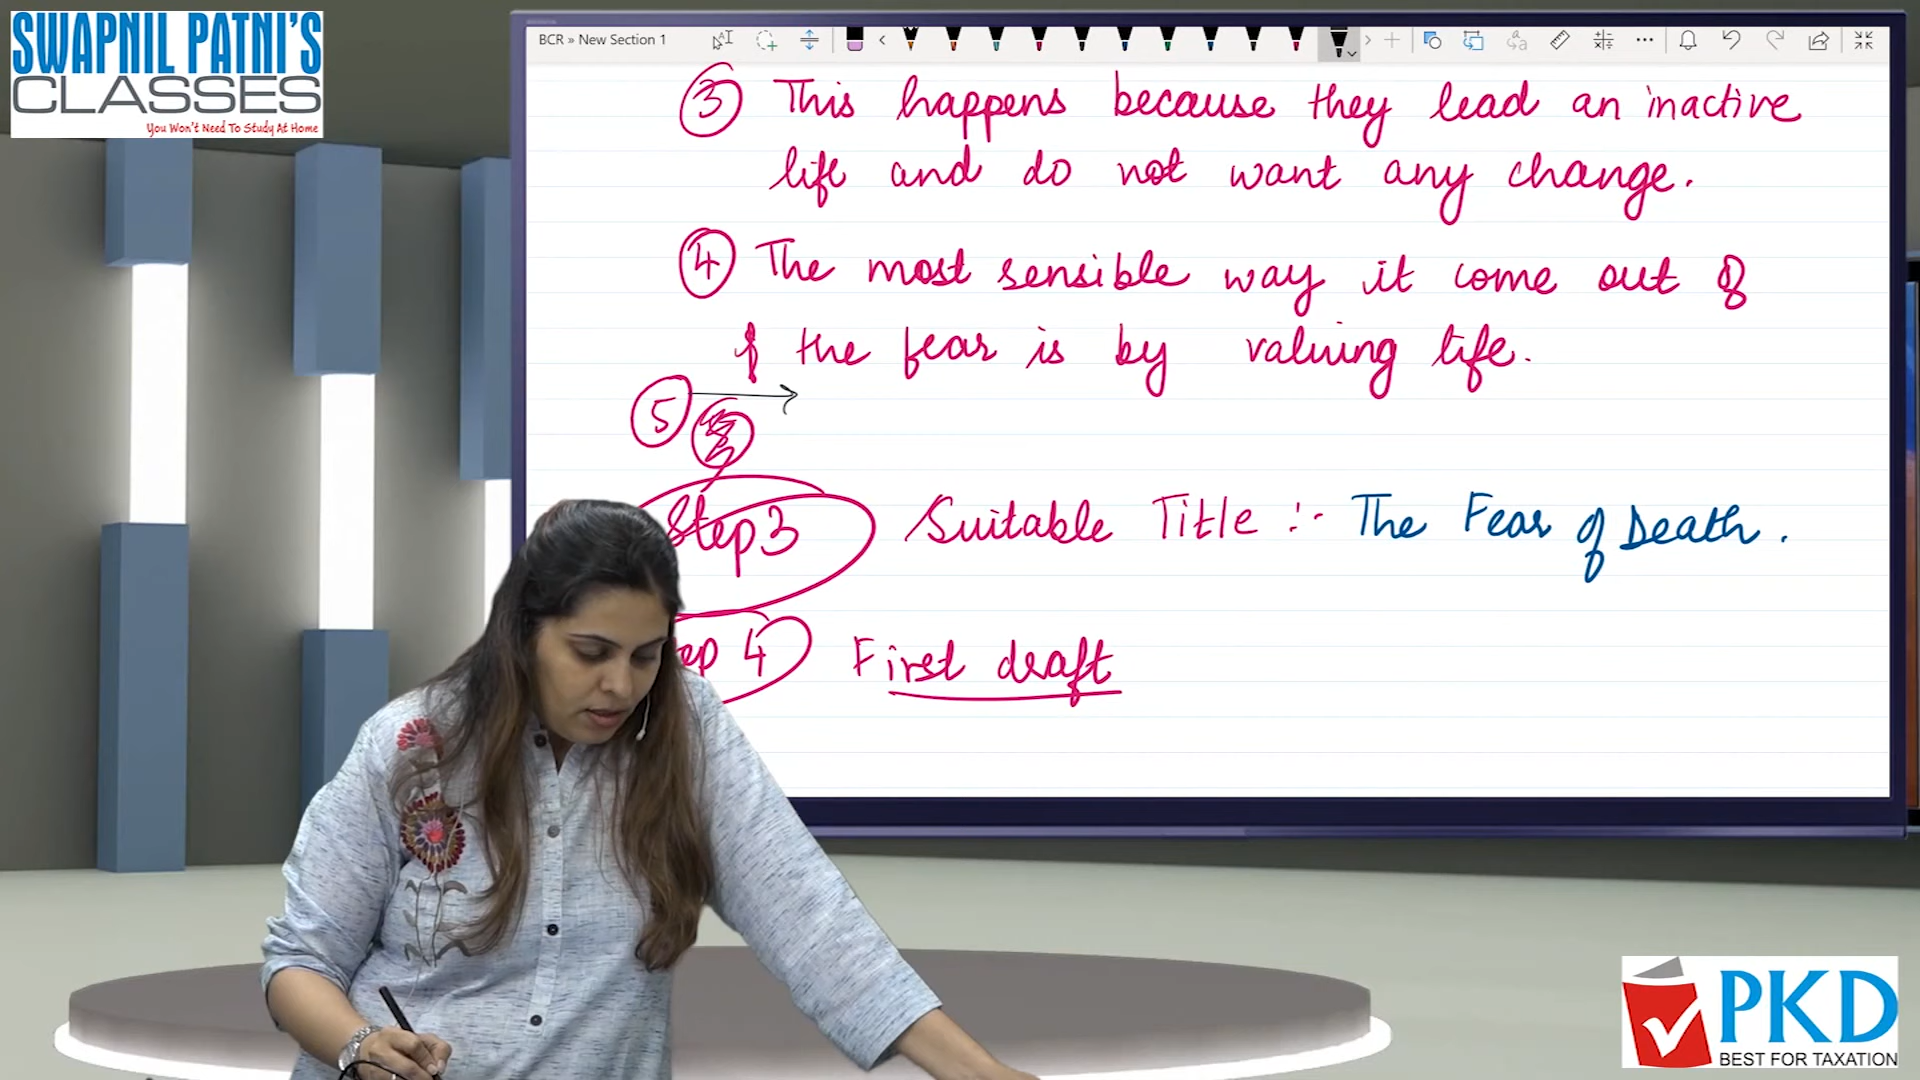 SWAPNIL PATNI'S
CLASSES
You Won't Need To Study At Home
BCR » New Section 1
③ This happens because they lead an inactive
life and do not want any change.
④ The most sensible way it come out of
the fear is by valuing life.
⑤
Step 3 Suitable Title :- The Fear of Death.
ep 4 First draft
PKD
BEST FOR TAXATION